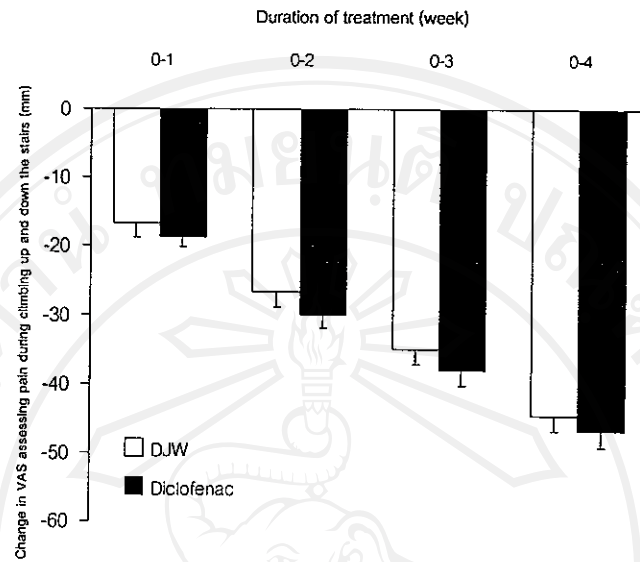 Duration of treatment (week)
0-1 0-2 0-3 0-4
Change in VAS assessing pain during climbing up and down the stairs (mm)
0
-10
-20
-30
-40
-50
-60
DJW
Diclofenac